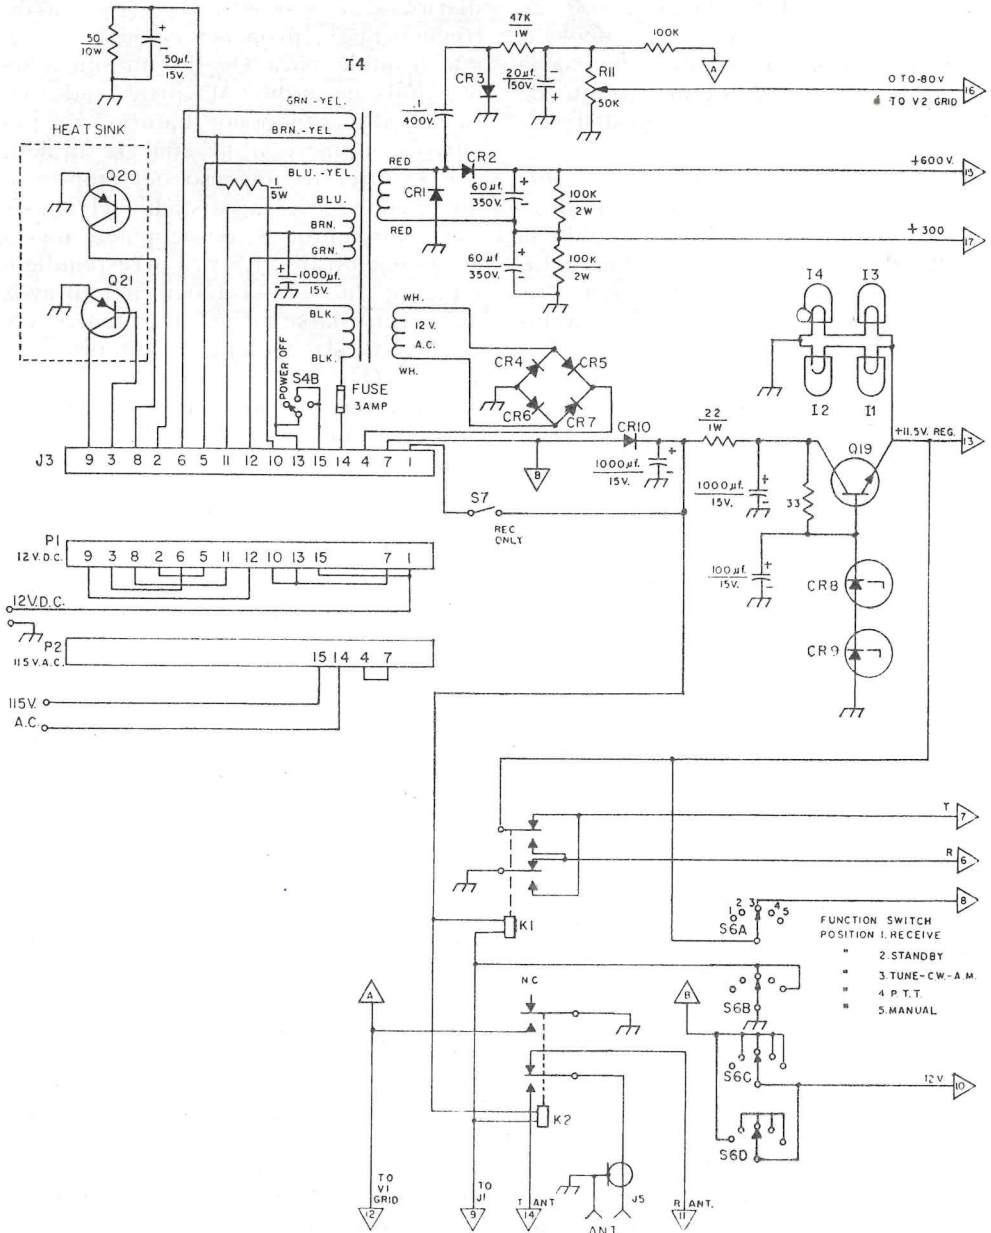 50
10W
+
-
50µf.
15V.
T4
47K
1W
100K
A
CR3
20µf.
150V.
R11
50K
0 TO-80V
16
TO V2 GRID
.1
400V.
GRN-YEL.
BRN.-YEL
BLU.-YEL.
HEAT SINK
Q20
1
5W
BLU.
BRN.
GRN.
RED
CR2
CR1
RED
60µf.
350V.
100K
2W
+600V.
15
+300
17
60µf
350V.
100K
2W
Q21
1000µf.
15V.
BLK.
BLK.
WH.
12 V.
A.C.
WH.
POWER OFF
S4B
FUSE
3 AMP
CR4
CR5
CR6
CR7
I4
I3
I2
I1
CR10
22
1W
+11.5V. REG.
13
Q19
J3
9 3 8 2 6 5 11 12 10 13 15 14 4 7 1
B
1000µf.
15V.
1000µf.
15V.
33
S7
REC
ONLY
P1
12V.D.C.
9 3 8 2 6 5 11 12 10 13 15 7 1
100µf.
15V.
CR8
CR9
12V.D.C.
P2
115V.A.C.
15 14 4 7
115V.
A.C.
T
7
R
6
8
K1
1 2 3 4 5
S6A
FUNCTION SWITCH
POSITION 1. RECEIVE
" 2. STANDBY
" 3. TUNE-CW.-A.M.
" 4 P.T.T.
" 5. MANUAL
A
NC
S6B
B
S6C
12V
10
K2
S6D
TO
V1
GRID
12
TO
J1
9
T ANT
14
J5
ANT
R ANT.
11